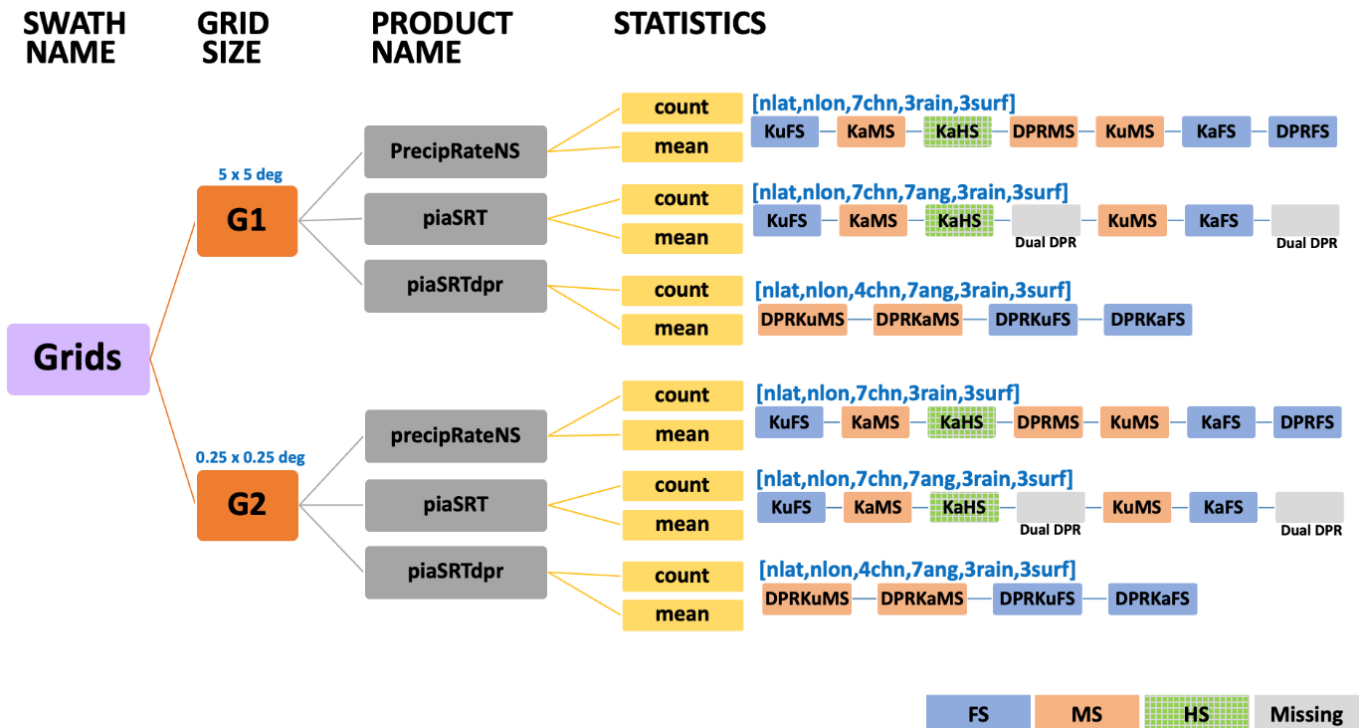 SWATH NAME
GRID SIZE
PRODUCT NAME
STATISTICS
Grids
5 x 5 deg
G1
PrecipRateNS
count
mean
[nlat,nlon,7chn,3rain,3surf]
KuFS KaMS KaHS DPRMS KuMS KaFS DPRFS
piaSRT
count
mean
[nlat,nlon,7chn,7ang,3rain,3surf]
KuFS KaMS KaHS Dual DPR KuMS KaFS Dual DPR
piaSRTdpr
count
mean
[nlat,nlon,4chn,7ang,3rain,3surf]
DPRKuMS DPRKaMS DPRKuFS DPRKaFS
0.25 x 0.25 deg
G2
precipRateNS
count
mean
[nlat,nlon,7chn,3rain,3surf]
KuFS KaMS KaHS DPRMS KuMS KaFS DPRFS
piaSRT
count
mean
[nlat,nlon,7chn,7ang,3rain,3surf]
KuFS KaMS KaHS Dual DPR KuMS KaFS Dual DPR
piaSRTdpr
count
mean
[nlat,nlon,4chn,7ang,3rain,3surf]
DPRKuMS DPRKaMS DPRKuFS DPRKaFS
FS MS HS Missing